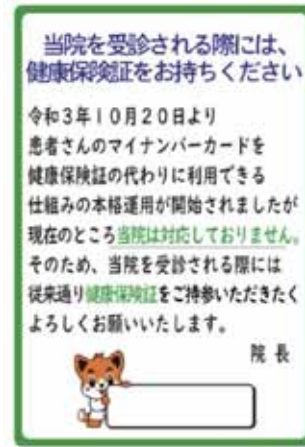 当院を受診される際には、
健康保険証をお持ちください
令和3年10月20日より
患者さんのマイナンバーカードを
健康保険証の代わりに利用できる
仕組みの本格運用が開始されましたが
現在のところ当院は対応しておりません。
そのため、当院を受診される際には
従来通り健康保険証をご持参いただきたく
よろしくお願いいたします。
院長